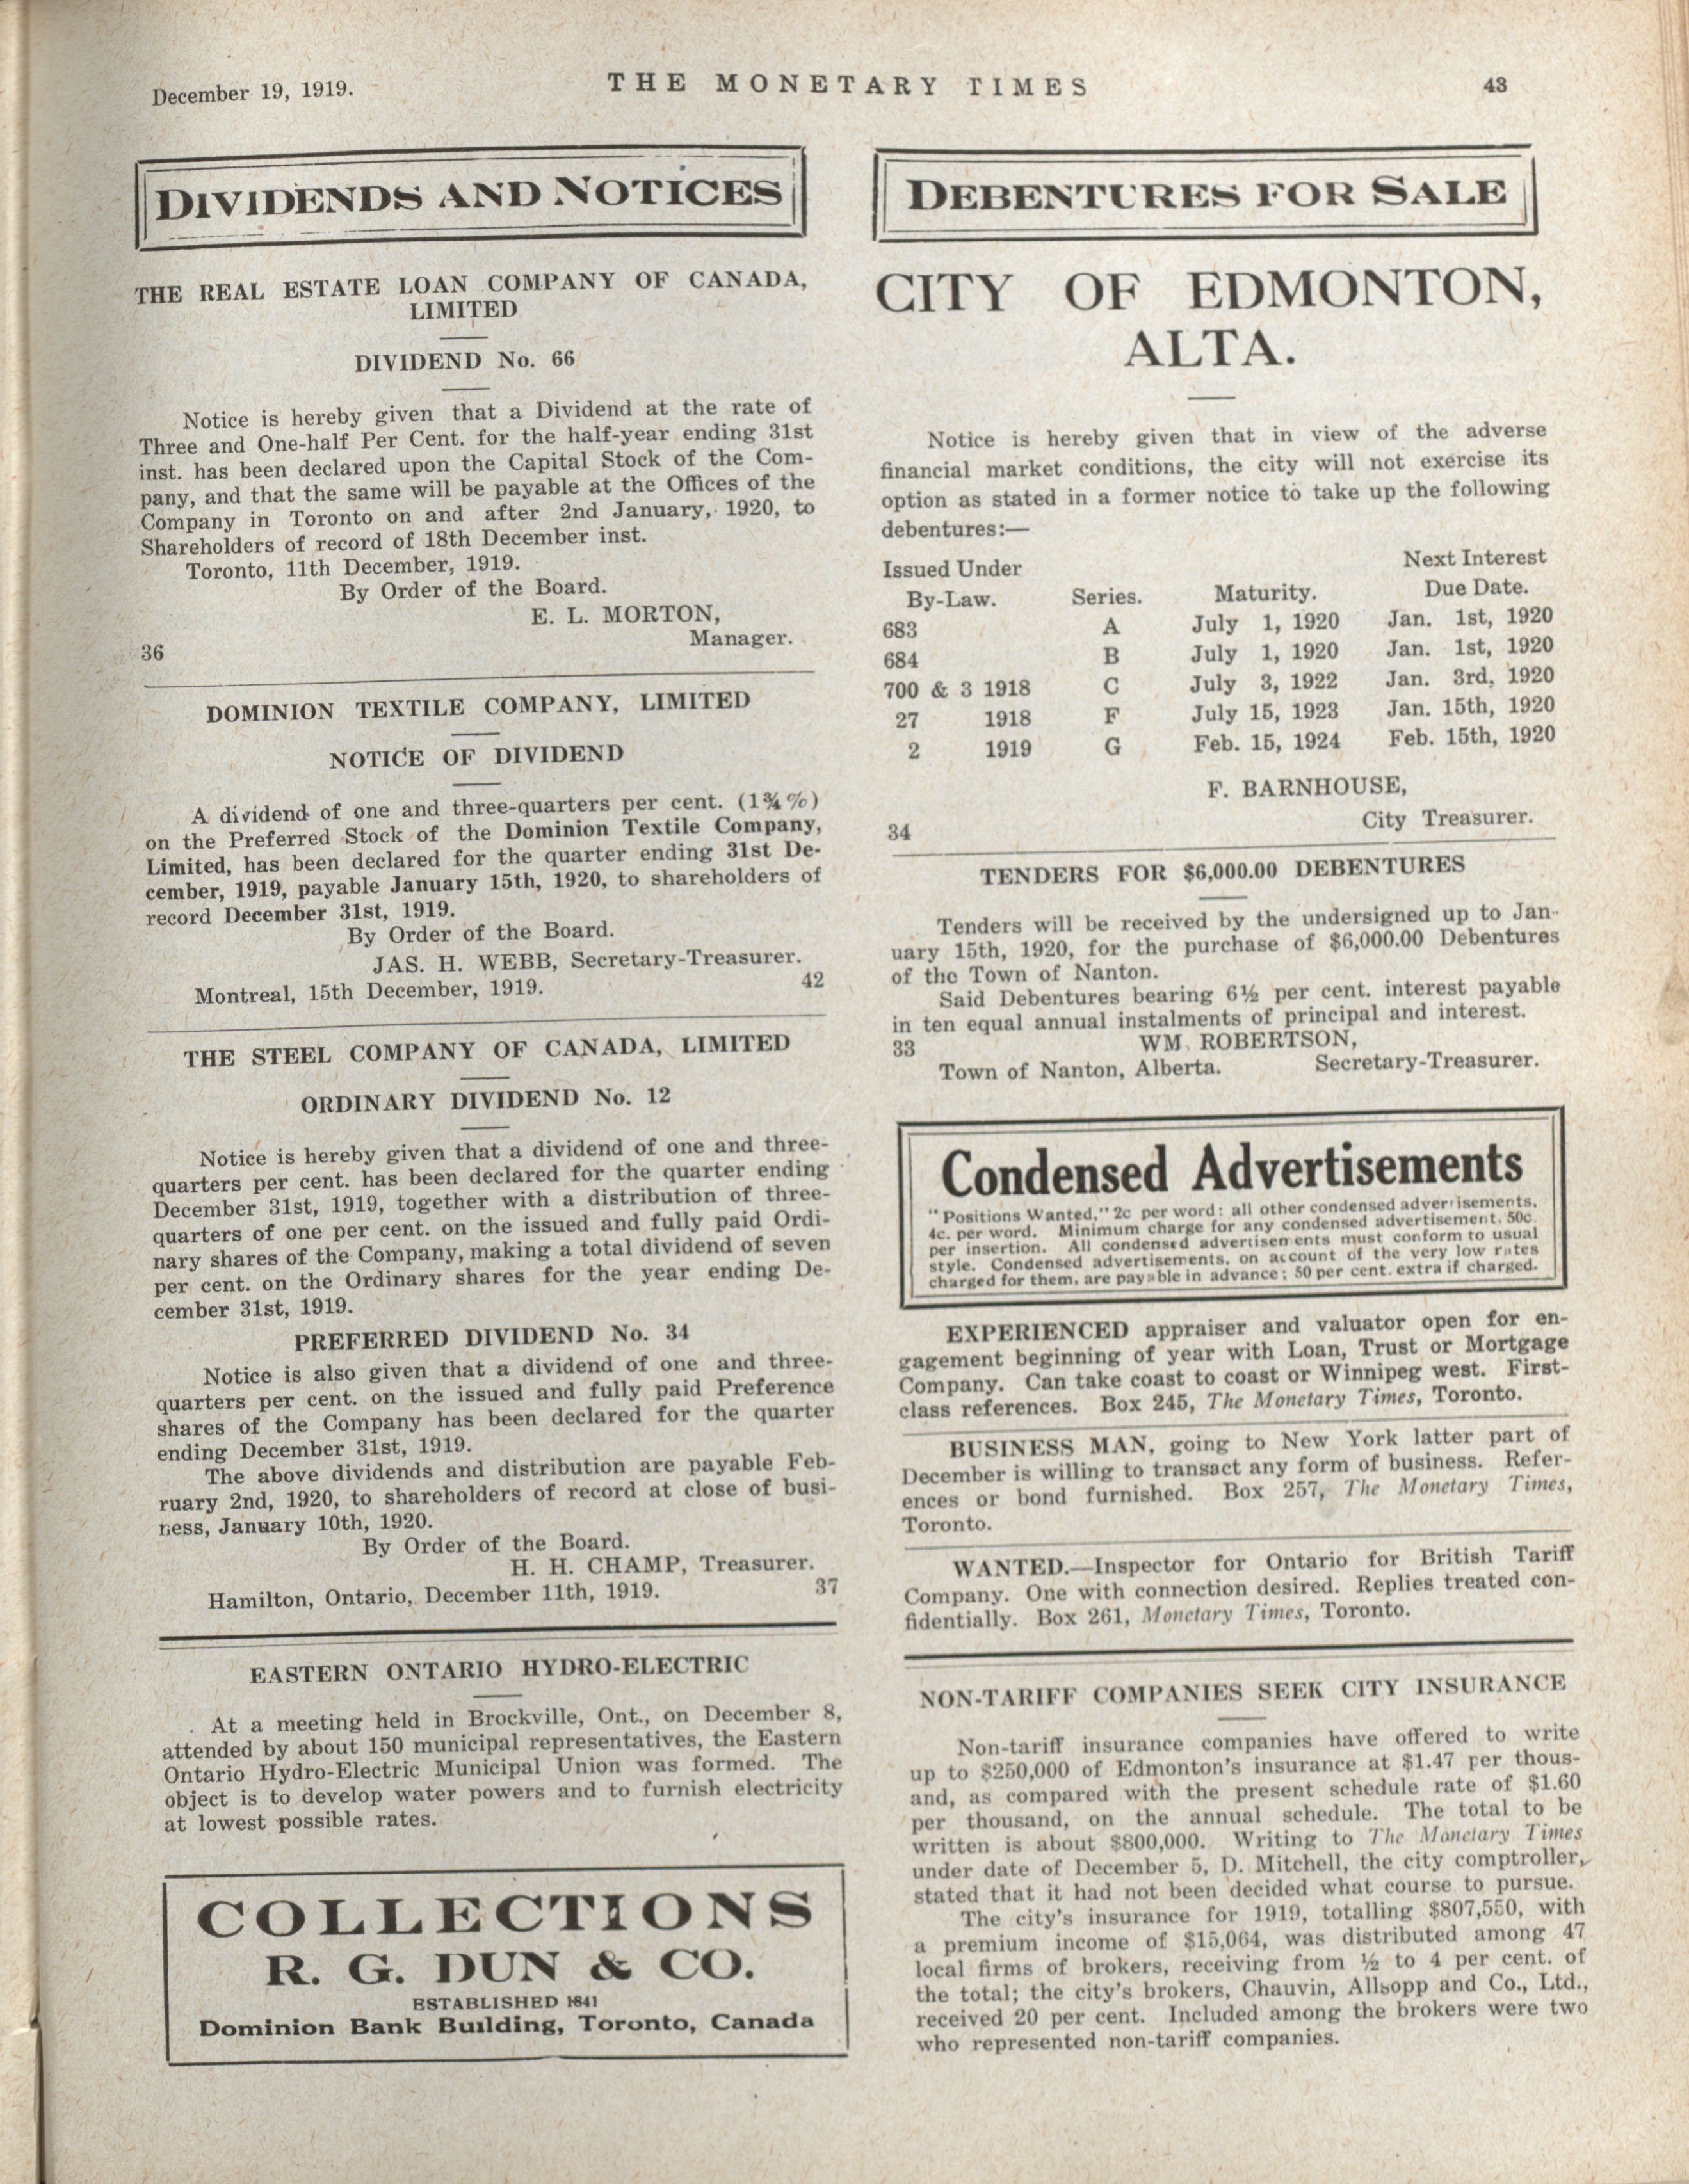 December 19, 1919.
THE MONETARY TIMES
43
DIVIDENDS AND NOTICES
THE REAL ESTATE LOAN COMPANY OF CANADA,
LIMITED
DIVIDEND No. 66
Notice is hereby given that a Dividend at the rate of
Three and One-half Per Cent. for the half-year ending 31st
inst. has been declared upon the Capital Stock of the Com-
pany, and that the same will be payable at the Offices of the
Company in Toronto on and after 2nd January, 1920, to
Shareholders of record of 18th December inst.
Toronto, 11th December, 1919.
By Order of the Board.
E. L. MORTON,
Manager.
36
DOMINION TEXTILE COMPANY, LIMITED
NOTICE OF DIVIDEND
A dividend of one and three-quarters per cent. (1¾%)
on the Preferred Stock of the Dominion Textile Company,
Limited, has been declared for the quarter ending 31st De-
cember, 1919, payable January 15th, 1920, to shareholders of
record December 31st, 1919.
By Order of the Board.
JAS. H. WEBB, Secretary-Treasurer.
Montreal, 15th December, 1919. 42
THE STEEL COMPANY OF CANADA, LIMITED
ORDINARY DIVIDEND No. 12
Notice is hereby given that a dividend of one and three-
quarters per cent. has been declared for the quarter ending
December 31st, 1919, together with a distribution of three-
quarters of one per cent. on the issued and fully paid Ordi-
nary shares of the Company, making a total dividend of seven
per cent. on the Ordinary shares for the year ending De-
cember 31st, 1919.
PREFERRED DIVIDEND No. 34
Notice is also given that a dividend of one and three-
quarters per cent. on the issued and fully paid Preference
shares of the Company has been declared for the quarter
ending December 31st, 1919.
The above dividends and distribution are payable Feb-
ruary 2nd, 1920, to shareholders of record at close of busi-
ness, January 10th, 1920.
By Order of the Board.
H. H. CHAMP, Treasurer.
Hamilton, Ontario, December 11th, 1919. 37
EASTERN ONTARIO HYDRO-ELECTRIC
At a meeting held in Brockville, Ont., on December 8,
attended by about 150 municipal representatives, the Eastern
Ontario Hydro-Electric Municipal Union was formed. The
object is to develop water powers and to furnish electricity
at lowest possible rates.
COLLECTIONS
R. G. DUN & CO.
ESTABLISHED 1841
Dominion Bank Building, Toronto, Canada
DEBENTURES FOR SALE
CITY OF EDMONTON,
ALTA.
Notice is hereby given that in view of the adverse
financial market conditions, the city will not exercise its
option as stated in a former notice to take up the following
debentures:—
Issued Under Next Interest
By-Law. Series. Maturity. Due Date.
683 A July 1, 1920 Jan. 1st, 1920
684 B July 1, 1920 Jan. 1st, 1920
700 & 3 1918 C July 3, 1922 Jan. 3rd, 1920
27 1918 F July 15, 1923 Jan. 15th, 1920
2 1919 G Feb. 15, 1924 Feb. 15th, 1920
F. BARNHOUSE,
City Treasurer.
34
TENDERS FOR $6,000.00 DEBENTURES
Tenders will be received by the undersigned up to Jan-
uary 15th, 1920, for the purchase of $6,000.00 Debentures
of the Town of Nanton.
Said Debentures bearing 6½ per cent. interest payable
in ten equal annual instalments of principal and interest.
33 WM. ROBERTSON,
Town of Nanton, Alberta. Secretary-Treasurer.
Condensed Advertisements
"Positions Wanted," 2c per word: all other condensed advertisements,
4c. per word. Minimum charge for any condensed advertisement, 50c
per insertion. All condensed advertisements must conform to usual
style. Condensed advertisements, on account of the very low rates
charged for them, are payable in advance; 50 per cent. extra if charged.
EXPERIENCED appraiser and valuator open for en-
gagement beginning of year with Loan, Trust or Mortgage
Company. Can take coast to coast or Winnipeg west. First-
class references. Box 245, The Monetary Times, Toronto.
BUSINESS MAN, going to New York latter part of
December is willing to transact any form of business. Refer-
ences or bond furnished. Box 257, The Monetary Times,
Toronto.
WANTED.—Inspector for Ontario for British Tariff
Company. One with connection desired. Replies treated con-
fidentially. Box 261, Monetary Times, Toronto.
NON-TARIFF COMPANIES SEEK CITY INSURANCE
Non-tariff insurance companies have offered to write
up to $250,000 of Edmonton's insurance at $1.47 per thous-
and, as compared with the present schedule rate of $1.60
per thousand, on the annual schedule. The total to be
written is about $800,000. Writing to The Monetary Times
under date of December 5, D. Mitchell, the city comptroller,
stated that it had not been decided what course to pursue.
The city's insurance for 1919, totalling $807,550, with
a premium income of $15,064, was distributed among 47
local firms of brokers, receiving from ½ to 4 per cent. of
the total; the city's brokers, Chauvin, Allsopp and Co., Ltd.,
received 20 per cent. Included among the brokers were two
who represented non-tariff companies.